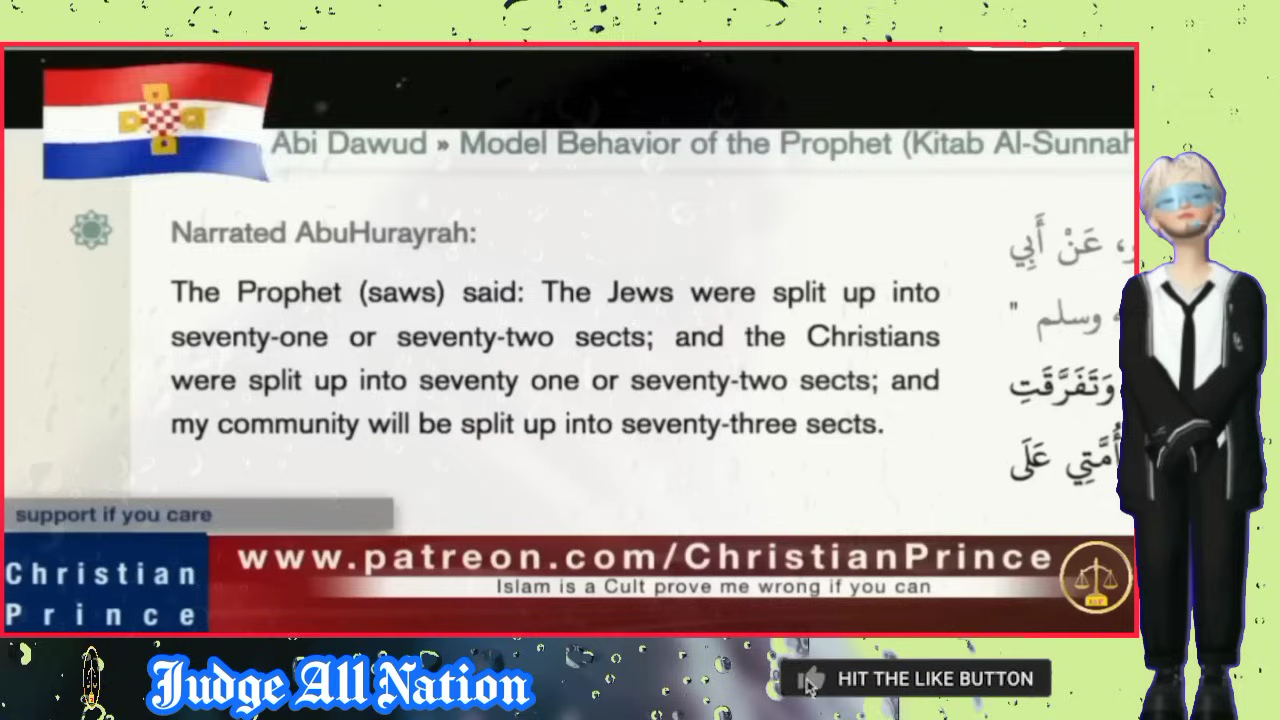 Abi Dawud » Model Behavior of the Prophet (Kitab Al-Sunnah
Narrated AbuHurayrah:
The Prophet (saws) said: The Jews were split up into
seventy-one or seventy-two sects; and the Christians
were split up into seventy one or seventy-two sects; and
my community will be split up into seventy-three sects.
عَنْ أَبِي
وسلم "
وَتَفَرَّقَتِ
أُمَّتِي عَلَى
support if you care
Christian
Prince
www.patreon.com/ChristianPrince
Islam is a Cult prove me wrong if you can
Judge All Nation
HIT THE LIKE BUTTON